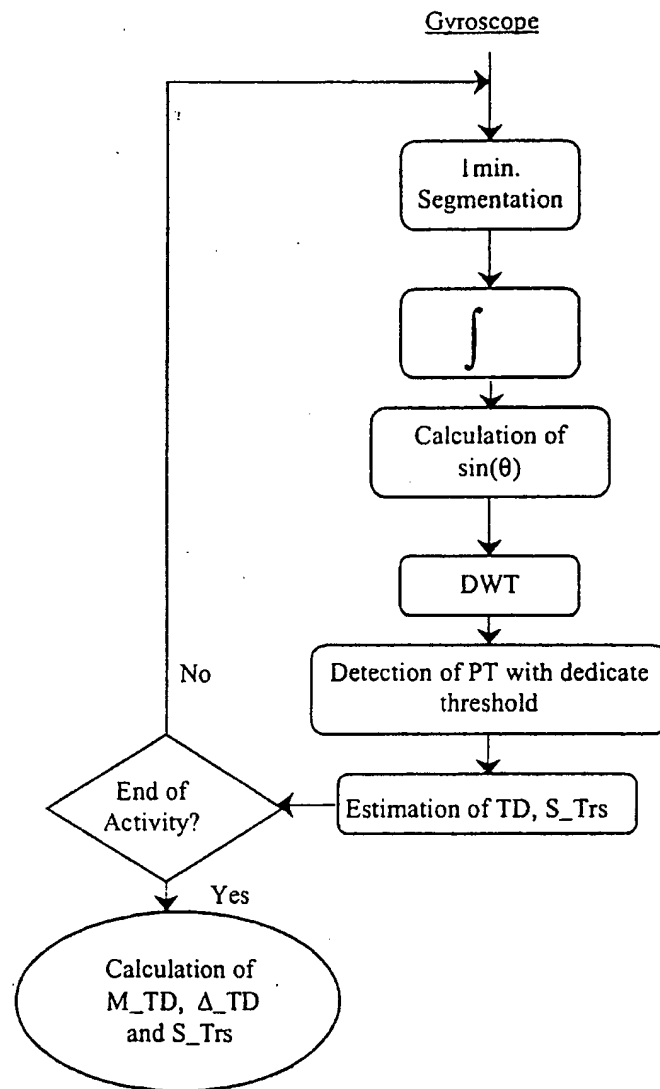 Gyroscope
1min.
Segmentation
∫
Calculation of
sin(θ)
DWT
Detection of PT with dedicate
threshold
Estimation of TD, S_Trs
No
End of
Activity?
Yes
Calculation of
M_TD, Δ_TD
and S_Trs